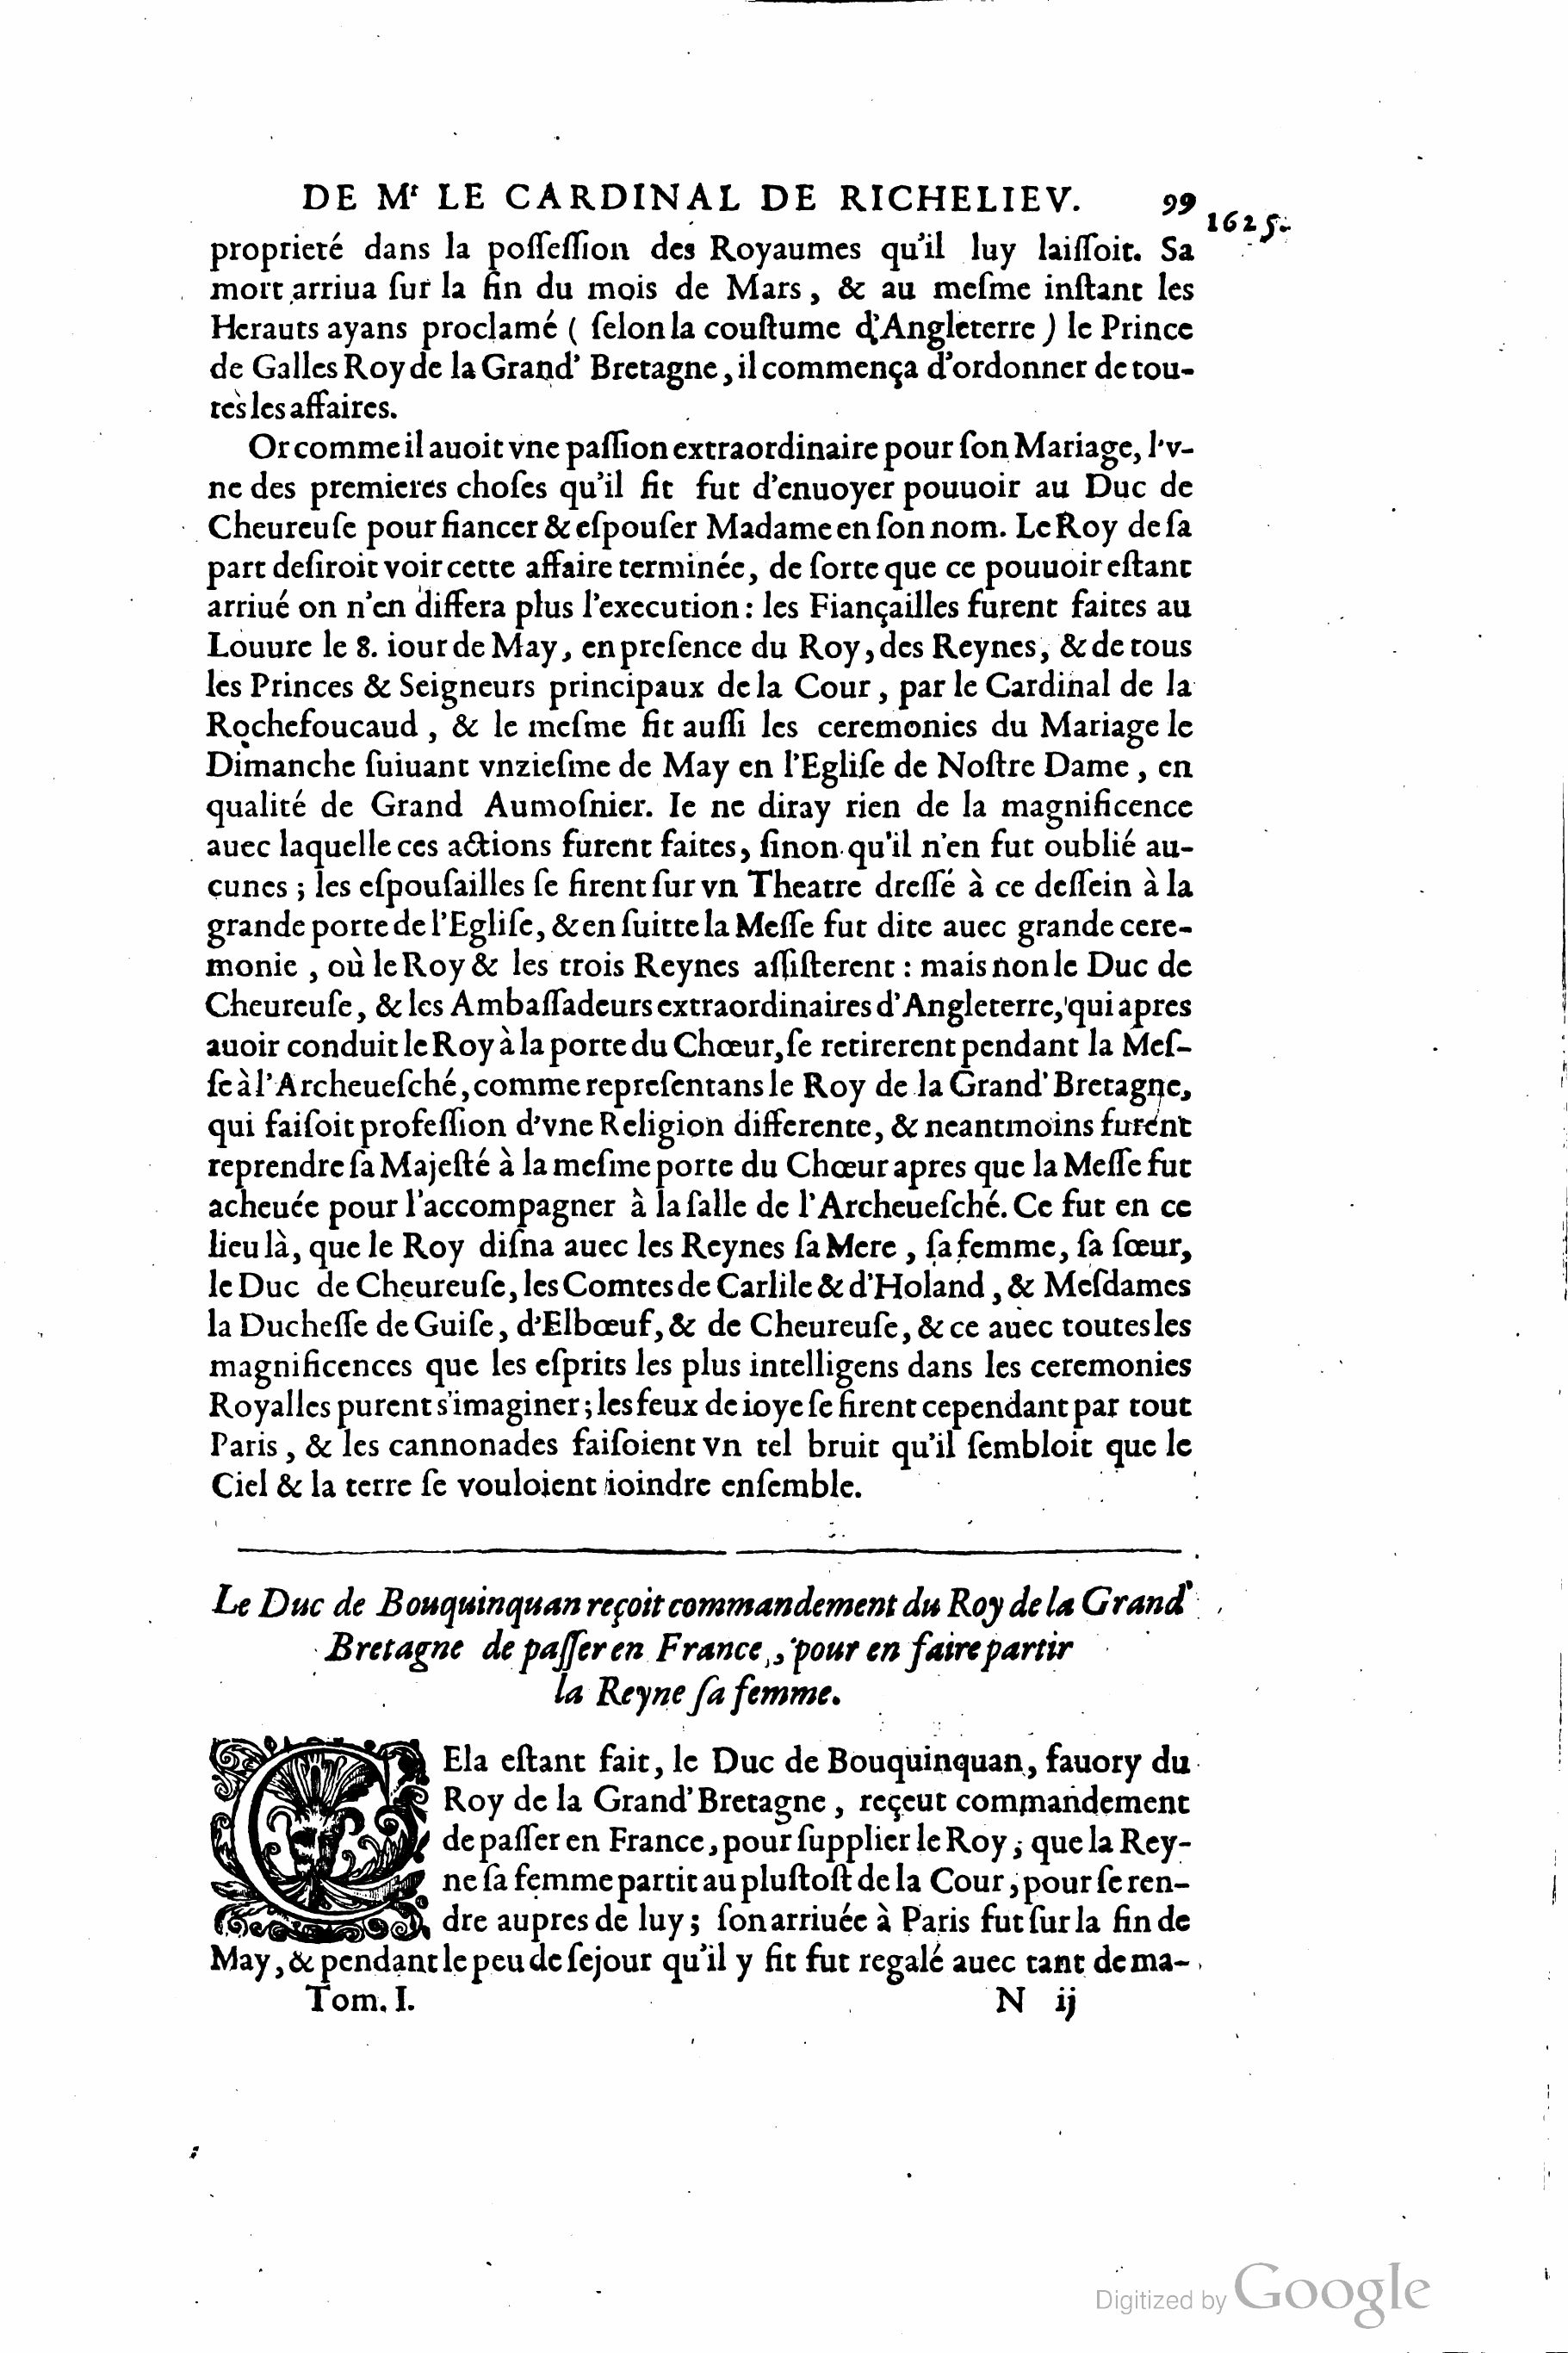 DE Mr LE CARDINAL DE RICHELIEV. 99
1625.
proprieté dans la poſſeſſion des Royaumes qu'il luy laiſſoit. Sa
mort arriua ſur la fin du mois de Mars, & au meſme inſtant les
Herauts ayans proclamé ( ſelon la couſtume d'Angleterre ) le Prince
de Galles Roy de la Grand' Bretagne, il commença d'ordonner de tou-
tes les affaires.
Or comme il auoit vne paſſion extraordinaire pour ſon Mariage, l'v-
ne des premieres choſes qu'il fit fut d'enuoyer pouuoir au Duc de
Cheureuſe pour fiancer & eſpouſer Madame en ſon nom. Le Roy de ſa
part deſiroit voir cette affaire terminée, de ſorte que ce pouuoir eſtant
arriué on n'en differa plus l'execution : les Fiançailles furent faites au
Louure le 8. iour de May, en preſence du Roy, des Reynes, & de tous
les Princes & Seigneurs principaux de la Cour, par le Cardinal de la
Rochefoucaud, & le meſme fit auſſi les ceremonies du Mariage le
Dimanche ſuiuant vnzieſme de May en l'Egliſe de Noſtre Dame, en
qualité de Grand Aumoſnier. Ie ne diray rien de la magnificence
auec laquelle ces actions furent faites, ſinon qu'il n'en fut oublié au-
cunes ; les eſpouſailles ſe firent ſur vn Theatre dreſſé à ce deſſein à la
grande porte de l'Egliſe, & en ſuitte la Meſſe fut dite auec grande cere-
monie, où le Roy & les trois Reynes aſſiſterent : mais non le Duc de
Cheureuſe, & les Ambaſſadeurs extraordinaires d'Angleterre, qui apres
auoir conduit le Roy à la porte du Chœur, ſe retirerent pendant la Meſ-
ſe à l'Archeueſché, comme repreſentans le Roy de la Grand' Bretagne,
qui faiſoit profeſſion d'vne Religion differente, & neantmoins furent
reprendre ſa Majeſté à la meſme porte du Chœur apres que la Meſſe fut
acheuée pour l'accompagner à la ſalle de l'Archeueſché. Ce fut en ce
lieu là, que le Roy diſna auec les Reynes ſa Mere, ſa femme, ſa ſœur,
le Duc de Cheureuſe, les Comtes de Carlile & d'Holand, & Meſdames
la Ducheſſe de Guiſe, d'Elbœuf, & de Cheureuſe, & ce auec toutes les
magnificences que les eſprits les plus intelligens dans les ceremonies
Royalles purent s'imaginer ; les feux de ioye ſe firent cependant par tout
Paris, & les cannonades faiſoient vn tel bruit qu'il ſembloit que le
Ciel & la terre ſe vouloient ioindre enſemble.
Le Duc de Bouquinquan reçoit commandement du Roy de la Grand'
Bretagne de paſſer en France, pour en faire partir
la Reyne ſa femme.
CEla eſtant fait, le Duc de Bouquinquan, fauory du
Roy de la Grand' Bretagne, reçeut commandement
de paſſer en France, pour ſupplier le Roy, que la Rey-
ne ſa femme partit au pluſtoſt de la Cour, pour ſe ren-
dre aupres de luy ; ſon arriuée à Paris fut ſur la fin de
May, & pendant le peu de ſejour qu'il y fit fut regalé auec tant de ma-
Tom. I. N ij
Digitized by Google